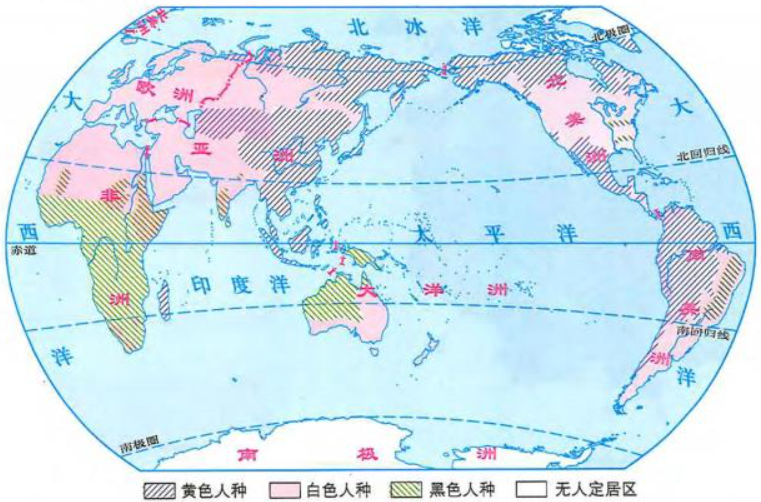 北美洲
北冰洋
北极圈
欧洲
大
北
大
美
亚
洲
洲
北回归线
非
西
太平洋
南
西
赤道
印度洋
大洋洲
洲
美
南回归线
洋
洲
洋
南极圈
南极洲
黄色人种 白色人种 黑色人种 无人定居区